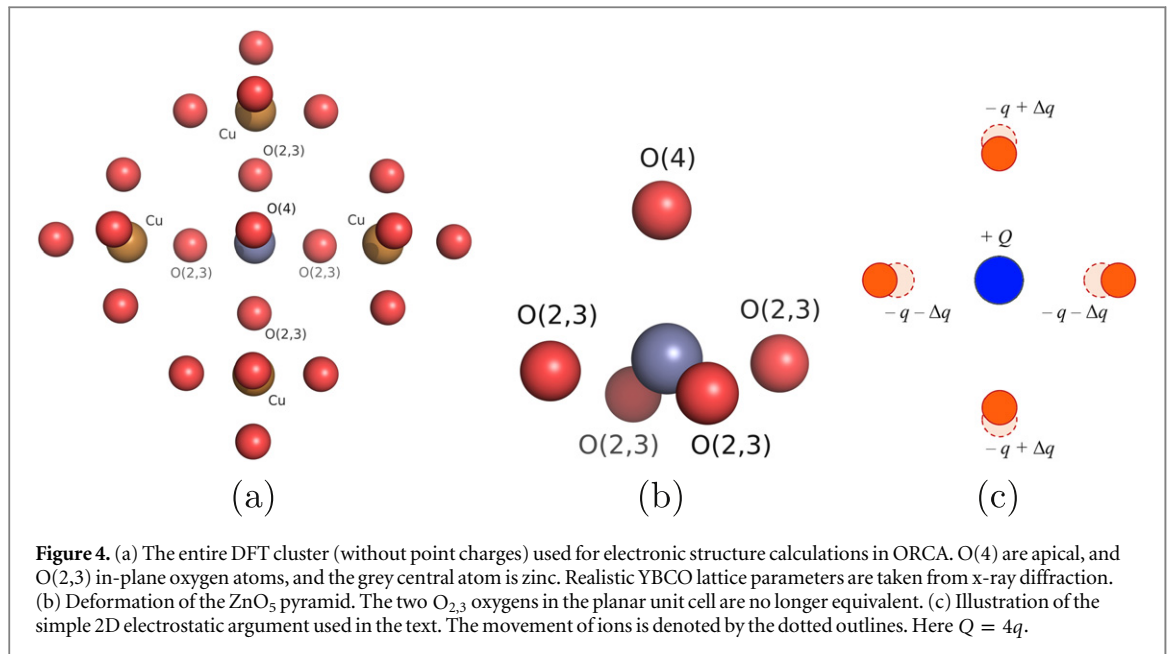 Cu
O(2,3)
O(4)
Cu
Cu
O(2,3)
O(2,3)
O(2,3)
Cu
(a)
O(4)
O(2,3)
O(2,3)
O(2,3)
O(2,3)
(b)
− q + Δq
+ Q
− q − Δq
− q − Δq
− q + Δq
(c)
Figure 4. (a) The entire DFT cluster (without point charges) used for electronic structure calculations in ORCA. O(4) are apical, and
O(2,3) in-plane oxygen atoms, and the grey central atom is zinc. Realistic YBCO lattice parameters are taken from x-ray diffraction.
(b) Deformation of the ZnO₅ pyramid. The two O₂,₃ oxygens in the planar unit cell are no longer equivalent. (c) Illustration of the
simple 2D electrostatic argument used in the text. The movement of ions is denoted by the dotted outlines. Here Q = 4q.